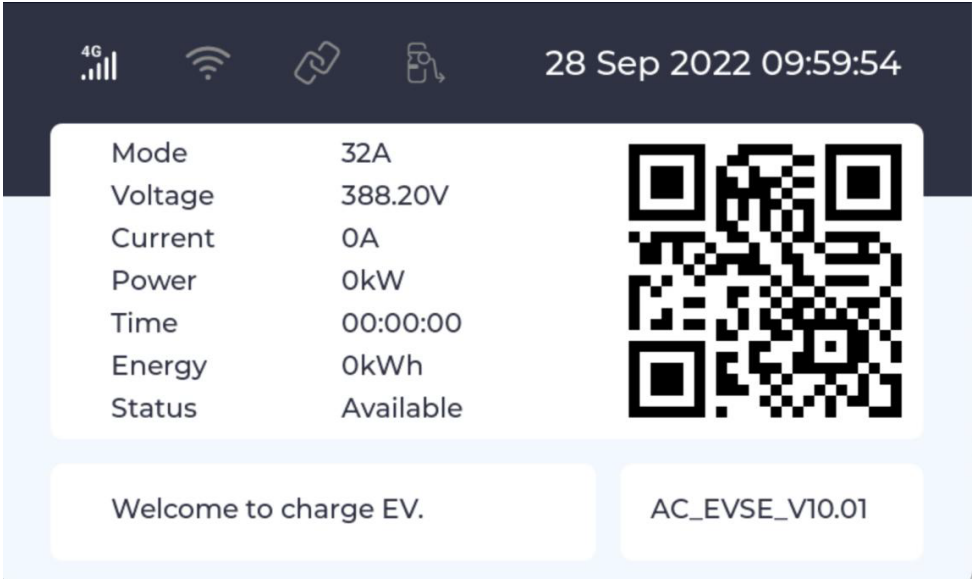 4G
28 Sep 2022 09:59:54
Mode 32A
Voltage 388.20V
Current 0A
Power 0kW
Time 00:00:00
Energy 0kWh
Status Available
Welcome to charge EV.
AC_EVSE_V10.01